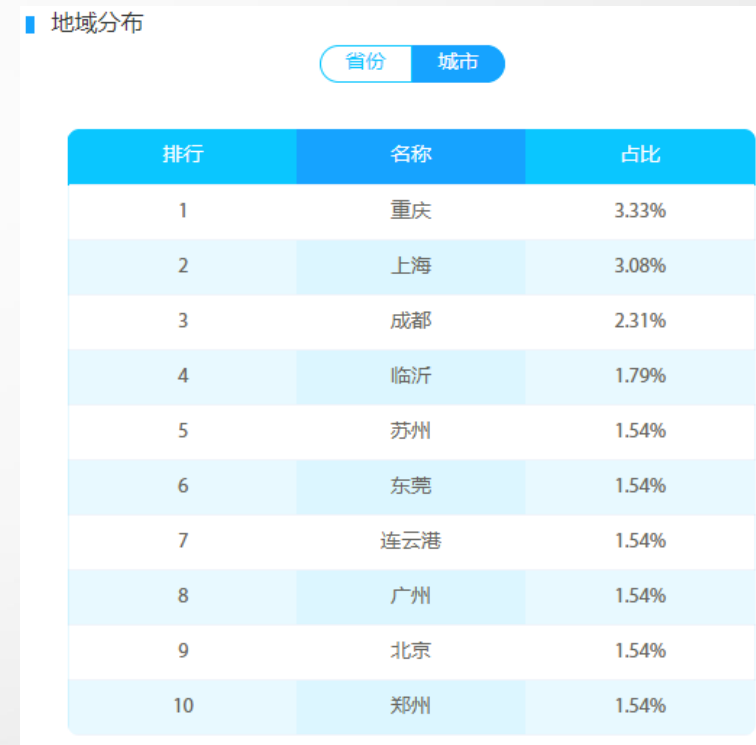 地域分布
省份 城市
排行 名称 占比
1 重庆 3.33%
2 上海 3.08%
3 成都 2.31%
4 临沂 1.79%
5 苏州 1.54%
6 东莞 1.54%
7 连云港 1.54%
8 广州 1.54%
9 北京 1.54%
10 郑州 1.54%